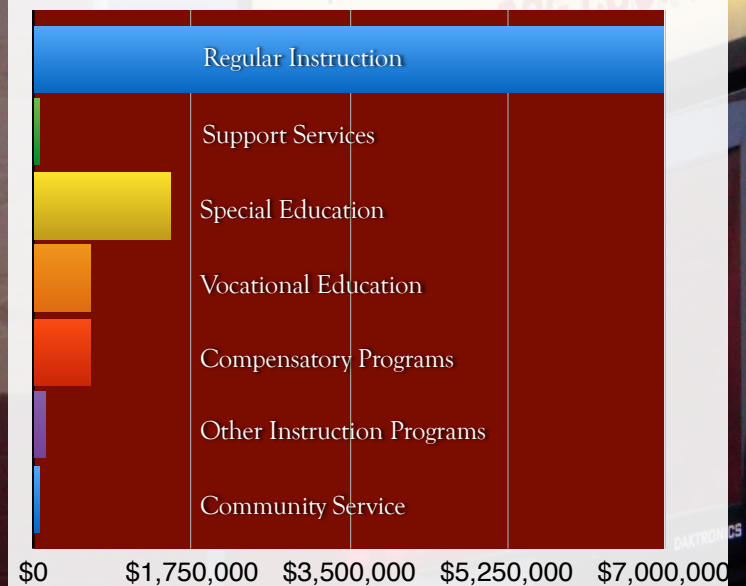 Regular Instruction
Support Services
Special Education
Vocational Education
Compensatory Programs
Other Instruction Programs
Community Service
DAKTRONICS
$0 $1,750,000 $3,500,000 $5,250,000 $7,000,000